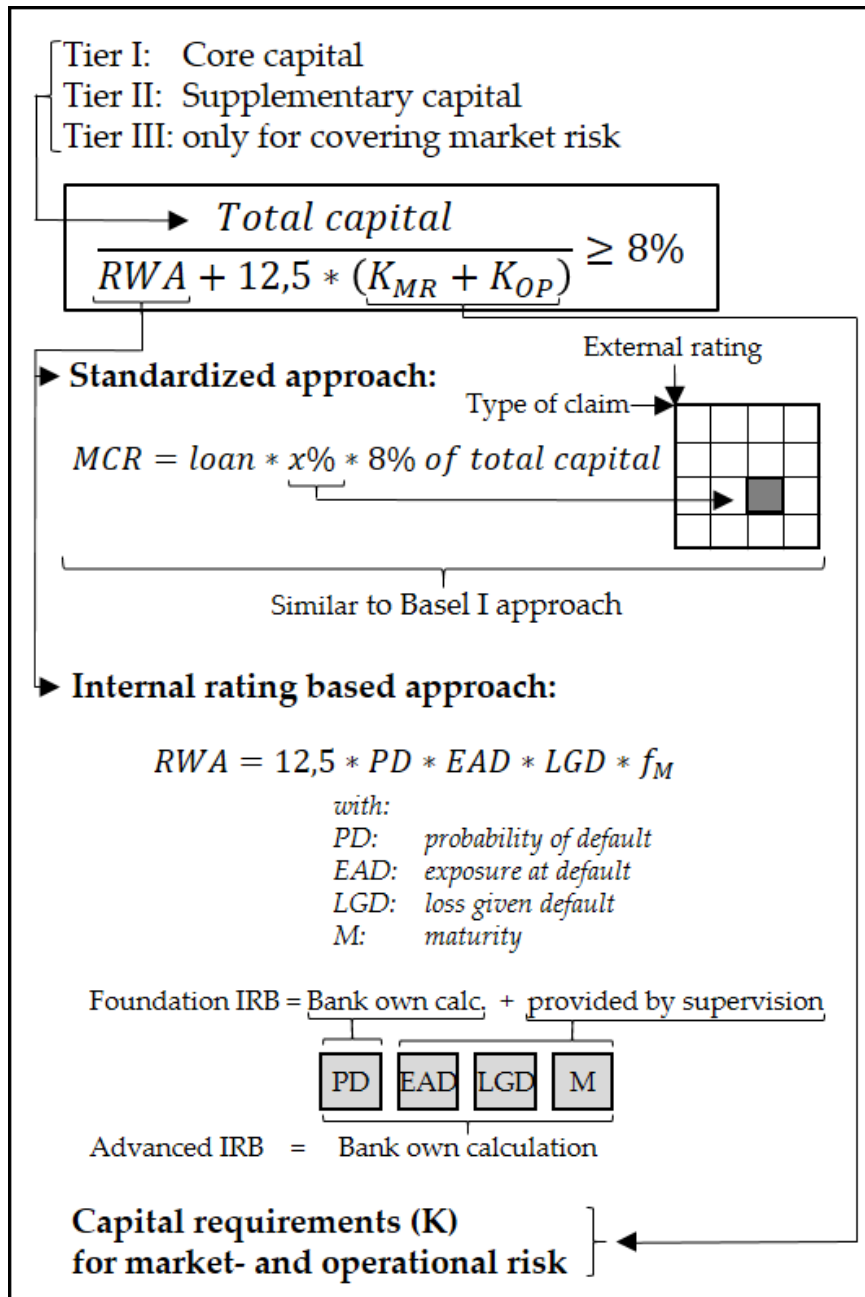 Tier I: Core capital
Tier II: Supplementary capital
Tier III: only for covering market risk
Total capital
RWA + 12,5 * (K_MR + K_OP) ≥ 8%
External rating
Standardized approach:
Type of claim
MCR = loan * x% * 8% of total capital
Similar to Basel I approach
Internal rating based approach:
RWA = 12,5 * PD * EAD * LGD * f_M
with:
PD: probability of default
EAD: exposure at default
LGD: loss given default
M: maturity
Foundation IRB = Bank own calc. + provided by supervision
PD EAD LGD M
Advanced IRB = Bank own calculation
Capital requirements (K)
for market- and operational risk